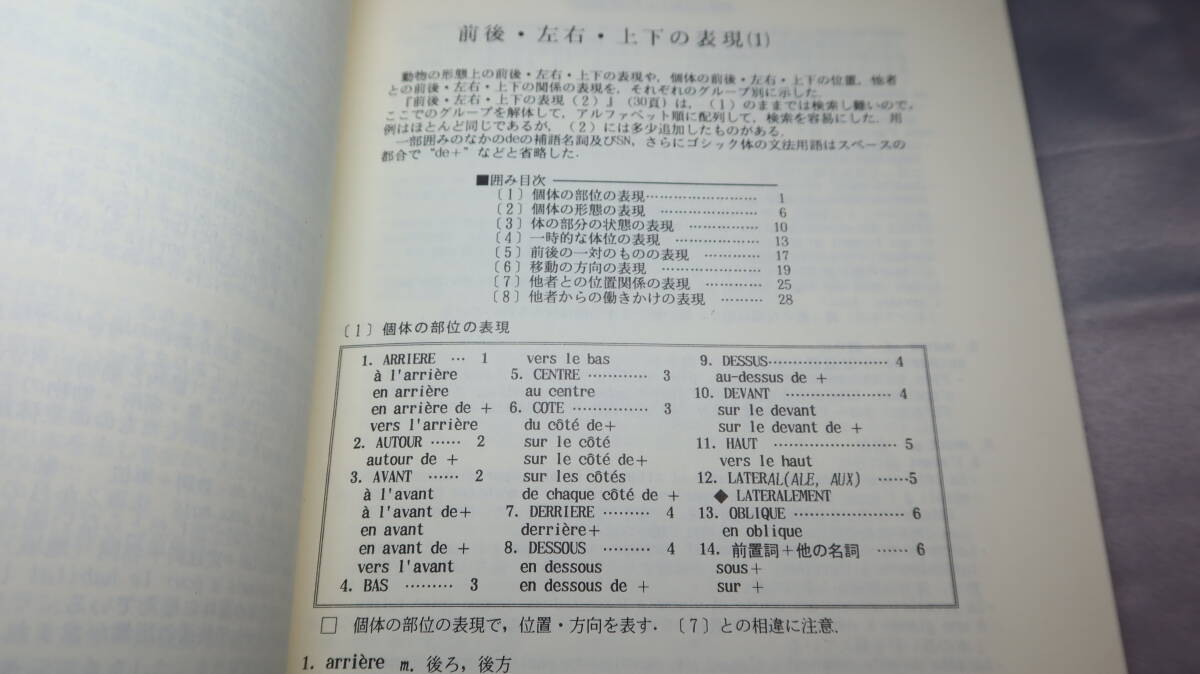 前後・左右・上下の表現(1)
動物の形態上の前後・左右・上下の表現や，個体の前後・左右・上下の位置，他者
との前後・左右・上下の関係の表現を，それぞれのグループ別に示した．
『前後・左右・上下の表現（2）』（30頁）は，（1）のままでは検索し難いので，
ここでのグループを解体して，アルファベット順に配列して，検索を容易にした．用
例はほとんど同じであるが，（2）には多少追加したものがある．
一部囲みのなかのdeの補語名詞及びSN，さらにゴシック体の文法用語はスペースの
都合で“de＋”などと省略した．
■囲み目次
〔1〕個体の部位の表現…………………… 1
〔2〕個体の形態の表現 ………………… 6
〔3〕体の部分の状態の表現 …………… 10
〔4〕一時的な体位の表現 ……………… 13
〔5〕前後の一対のものの表現 ………… 17
〔6〕移動の方向の表現 ………………… 19
〔7〕他者との位置関係の表現 ………… 25
〔8〕他者からの働きかけの表現 ……… 28
〔1〕個体の部位の表現
1. ARRIERE … 1
à l'arrière
en arrière
en arrière de +
vers l'arrière
2. AUTOUR …… 2
autour de +
3. AVANT …… 2
à l'avant
à l'avant de+
en avant
en avant de +
vers l'avant
4. BAS ……… 3
vers le bas
5. CENTRE ………… 3
au centre
6. COTE …………… 3
du côté de+
sur le côté
sur le côté de+
sur les côtés
de chaque côté de +
7. DERRIERE ……… 4
derrière+
8. DESSOUS ……… 4
en dessous
en dessous de +
9. DESSUS…………………… 4
au-dessus de +
10. DEVANT ………………… 4
sur le devant
sur le devant de +
11. HAUT …………………… 5
vers le haut
12. LATERAL(ALE, AUX) ……5
◆ LATERALEMENT
13. OBLIQUE ………………… 6
en oblique
14. 前置詞＋他の名詞 …… 6
sous+
sur +
□ 個体の部位の表現で，位置・方向を表す．〔7〕との相違に注意．
1. arrière m. 後ろ，後方